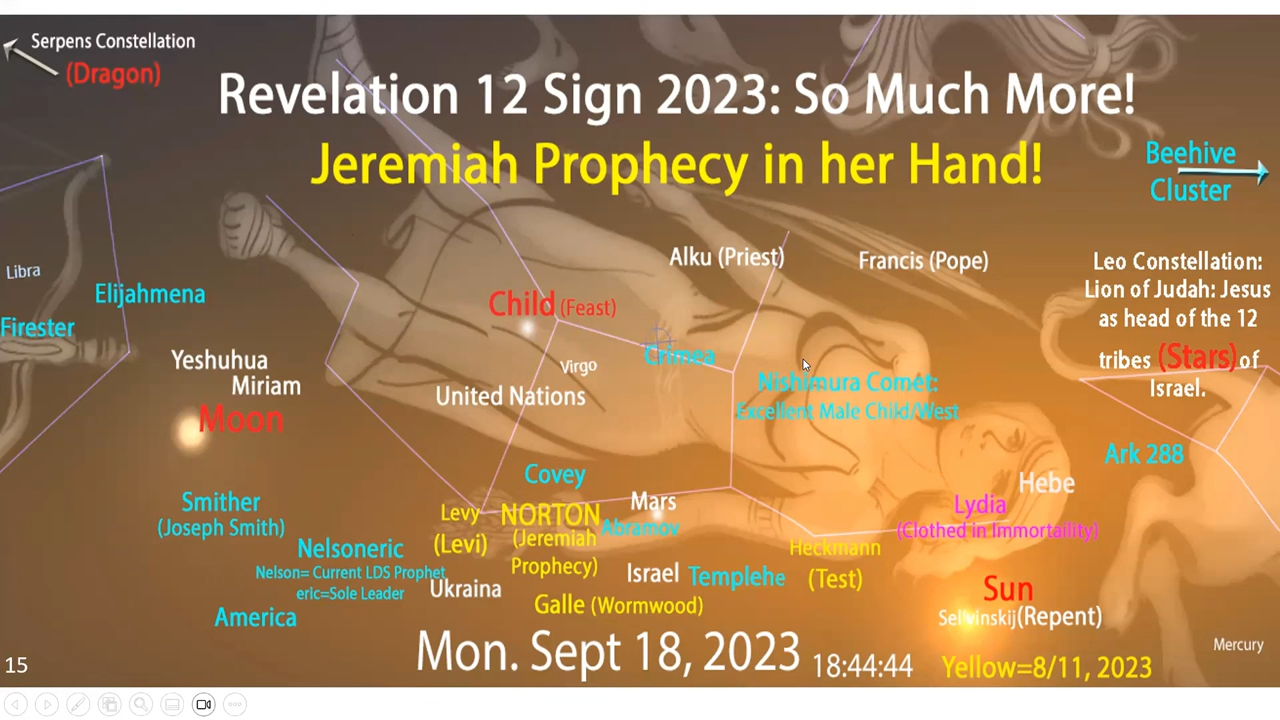 Serpens Constellation
(Dragon)
Revelation 12 Sign 2023: So Much More!
Jeremiah Prophecy in her Hand!
Beehive
Cluster
Libra
Elijahmena
Firester
Yeshuhua
Miriam
Moon
Child (Feast)
Virgo
United Nations
Alku (Priest)
Francis (Pope)
Crimea
Nishimura Comet:
Excellent Male Child/West
Leo Constellation:
Lion of Judah: Jesus
as head of the 12
tribes (Stars) of
Israel.
Ark 288
Hebe
Lydia
(Clothed in Immortaility)
Smither
(Joseph Smith)
Nelsoneric
Nelson= Current LDS Prophet
eric=Sole Leader
America
Covey
Levy
(Levi)
NORTON
(Jeremiah
Prophecy)
Mars
Abramov
Ukraina
Israel
Templehe
Galle (Wormwood)
Heckmann
(Test)
Sun
(Repent)
Mercury
Mon. Sept 18, 2023 18:44:44
Yellow=8/11, 2023
15